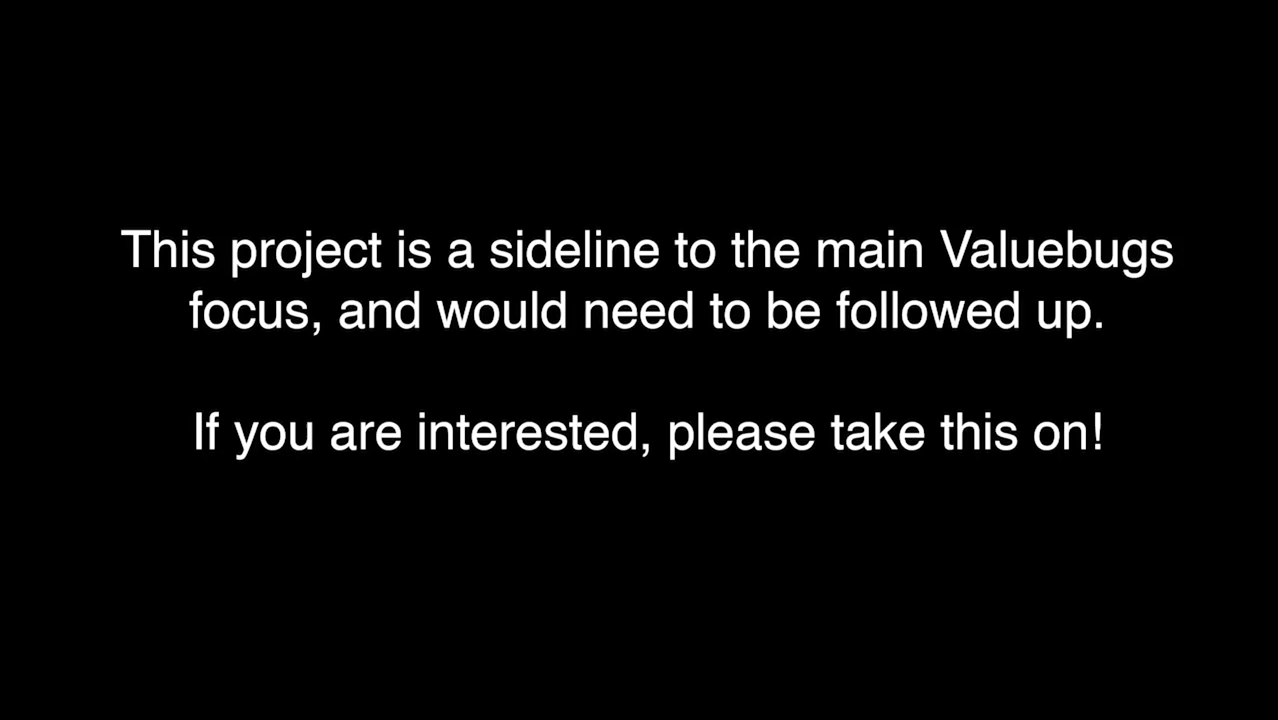 This project is a sideline to the main Valuebugs
focus, and would need to be followed up.
If you are interested, please take this on!